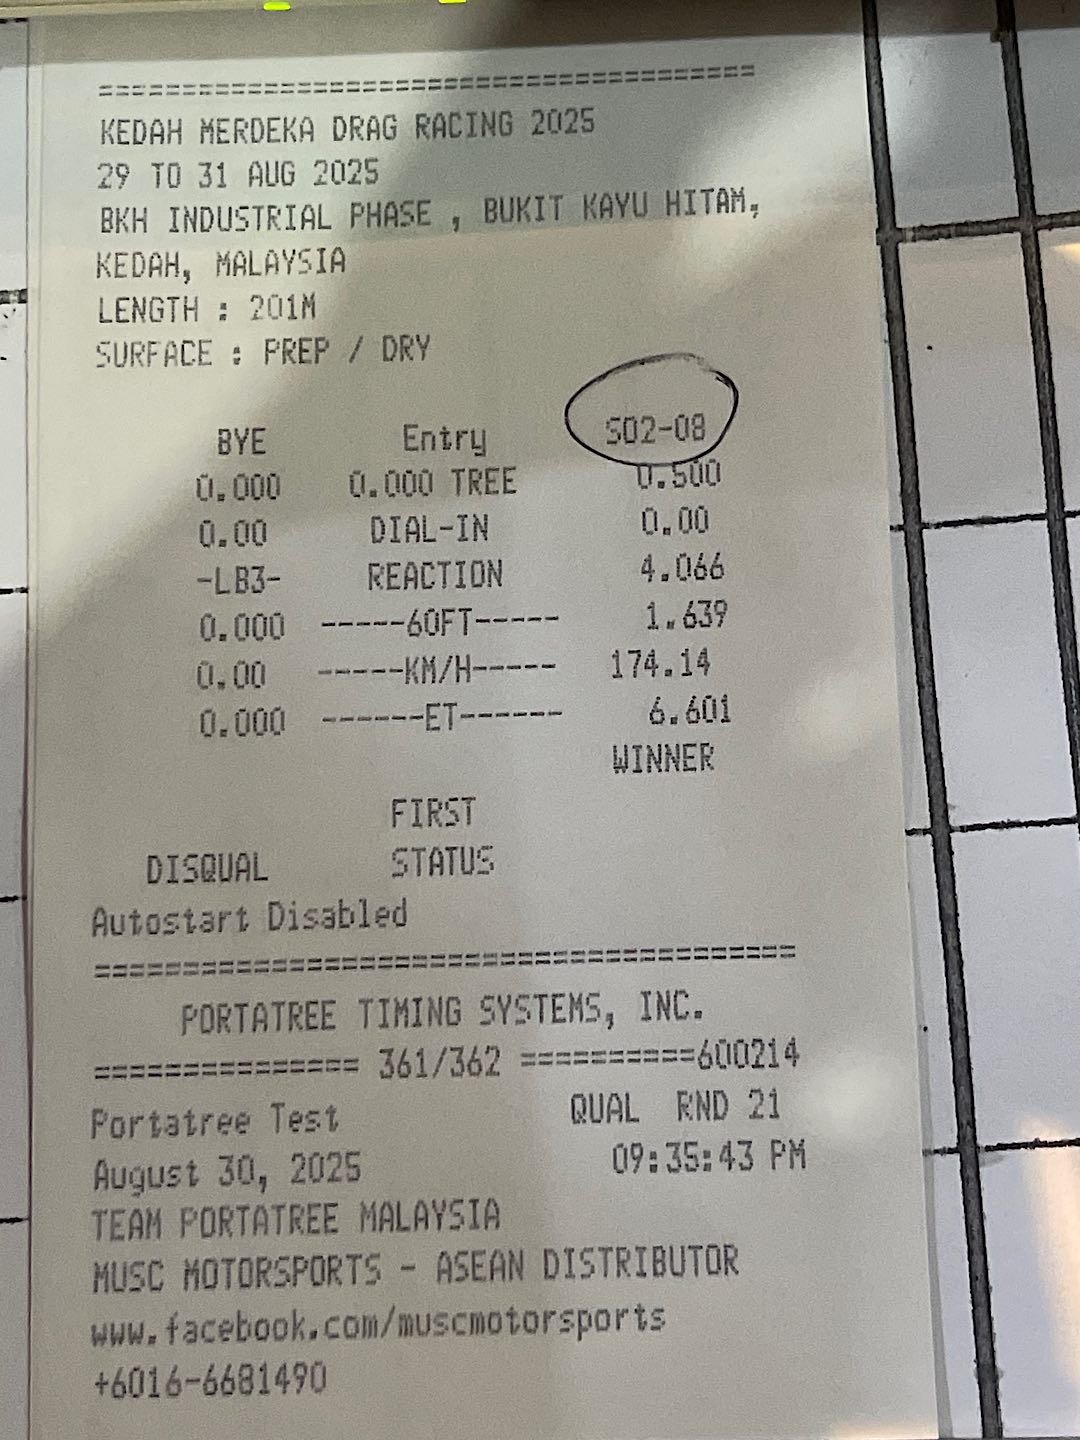 =====================================
KEDAH MERDEKA DRAG RACING 2025
29 TO 31 AUG 2025
BKH INDUSTRIAL PHASE , BUKIT KAYU HITAM,
KEDAH, MALAYSIA
LENGTH : 201M
SURFACE : PREP / DRY
BYE Entry S02-08
0.000 0.000 TREE 0.500
0.00 DIAL-IN 0.00
-LB3- REACTION 4.066
0.000 -----60FT----- 1.639
0.00 -----KM/H----- 174.14
0.000 ------ET------ 6.601
WINNER
FIRST
DISQUAL STATUS
Autostart Disabled
========================================
PORTATREE TIMING SYSTEMS, INC.
=============== 361/362 ==========600214
Portatree Test QUAL RND 21
August 30, 2025 09:35:43 PM
TEAM PORTATREE MALAYSIA
MUSC MOTORSPORTS - ASEAN DISTRIBUTOR
www.facebook.com/muscmotorsports
+6016-6681490